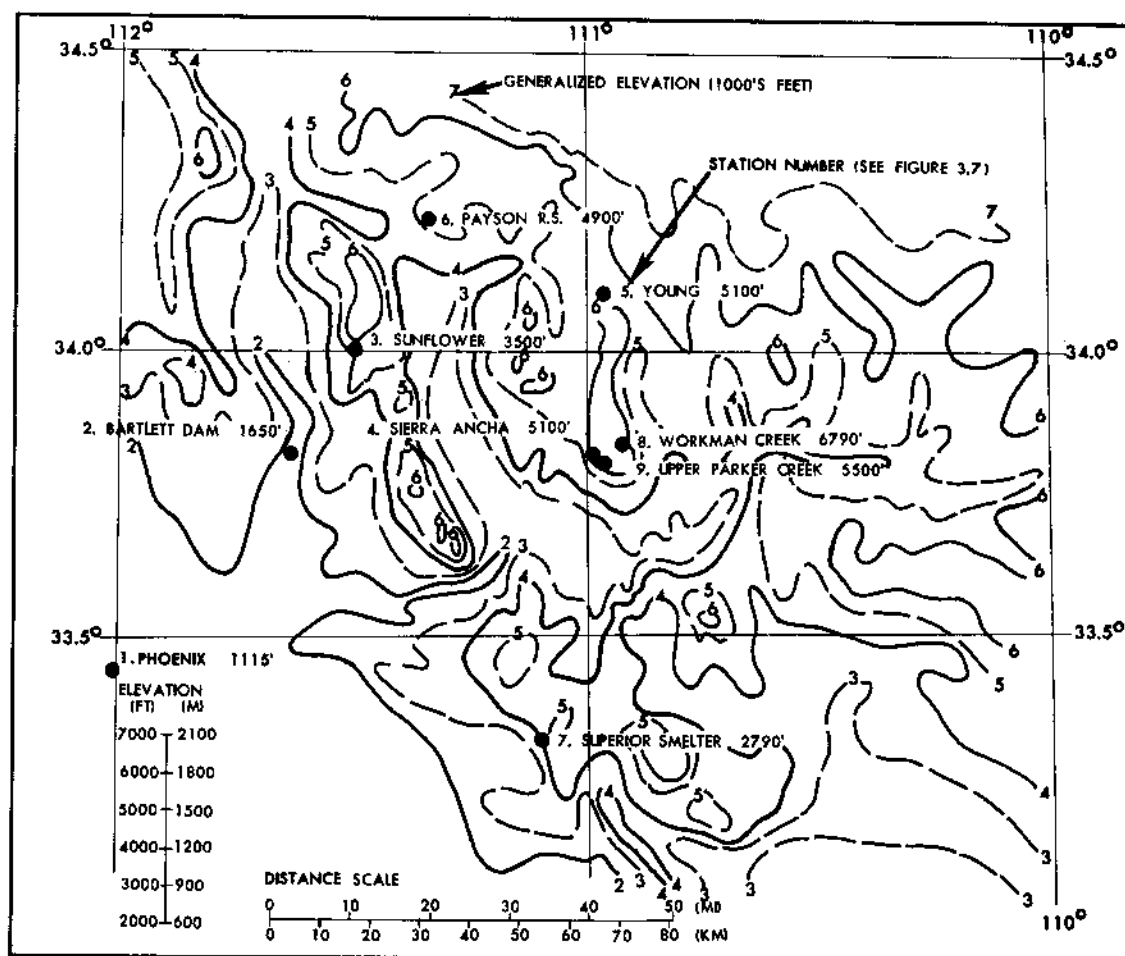 112° 111° 110°
34.5° 34.5°
GENERALIZED ELEVATION (1000'S FEET)
STATION NUMBER (SEE FIGURE 3.7)
6. PAYSON R.S. 4900'
5. YOUNG 5100'
3. SUNFLOWER 3500'
34.0° 34.0°
2. BARTLETT DAM 1650'
4. SIERRA ANCHA 5100'
8. WORKMAN CREEK 6790'
9. UPPER PARKER CREEK 5500'
33.5° 33.5°
1. PHOENIX 1115'
7. SUPERIOR SMELTER 2790'
ELEVATION
(FT) (M)
7000 2100
6000 1800
5000 1500
4000 1200
3000 900
2000 600
DISTANCE SCALE
0 10 20 30 40 50 (MI)
0 10 20 30 40 50 60 70 80 (KM)
110°